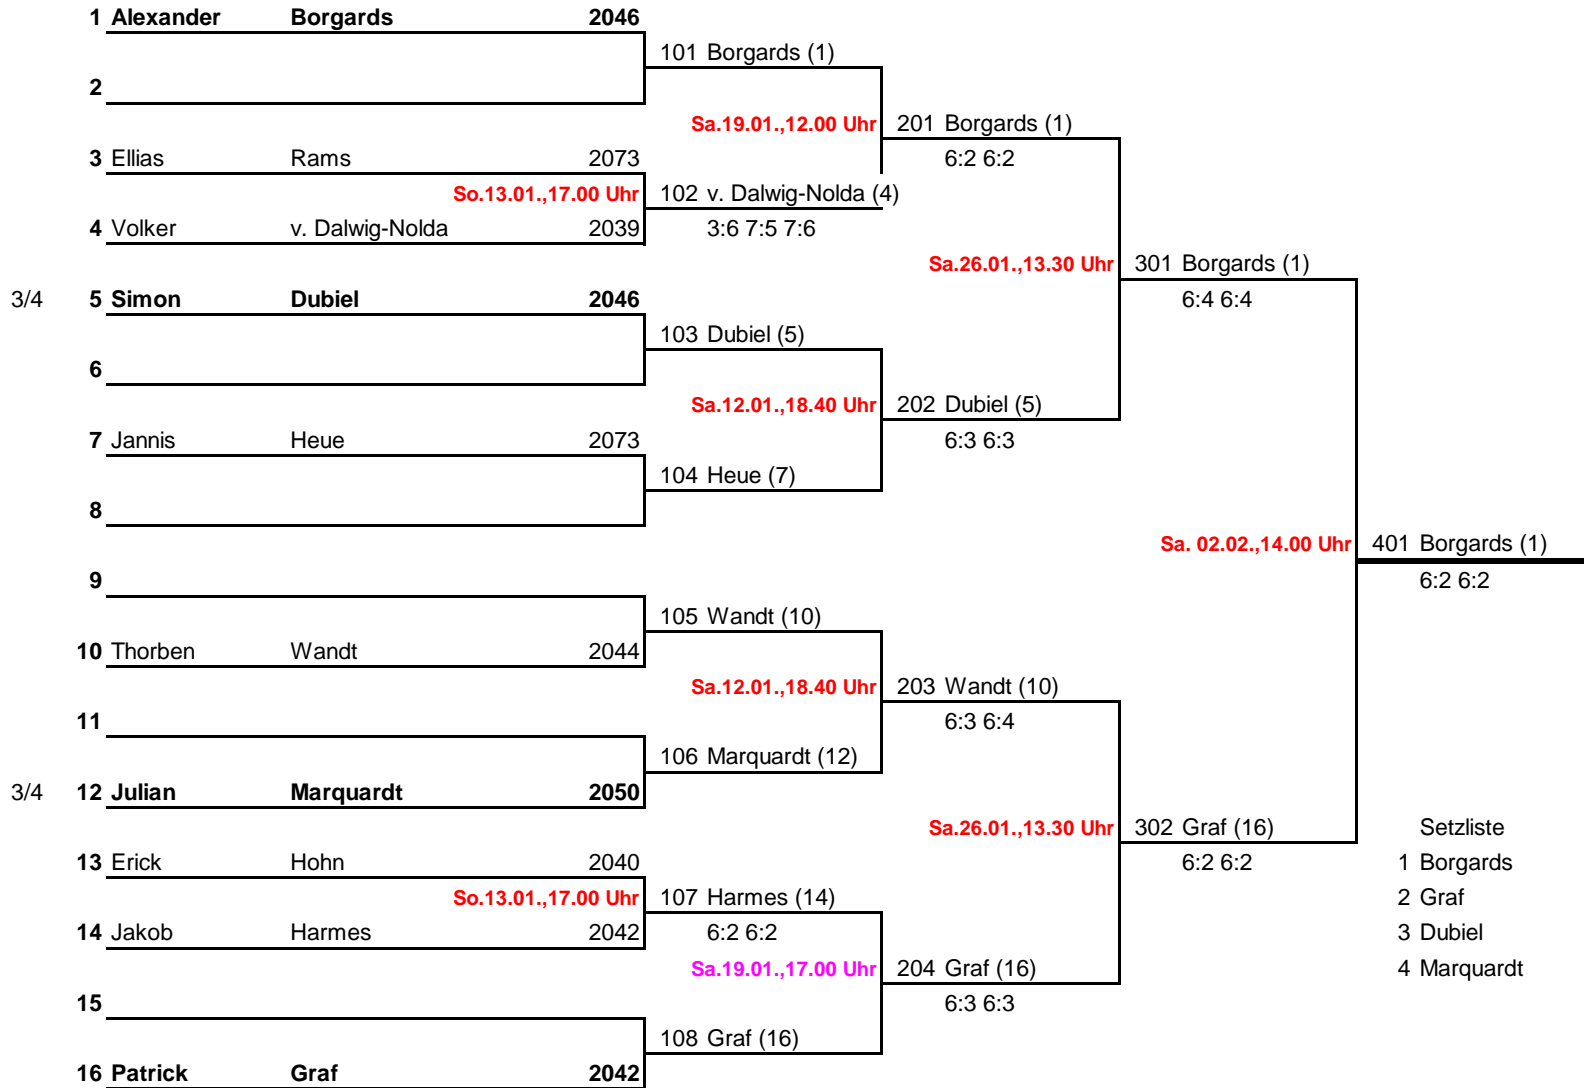 1 Alexander Borgards 2046
101 Borgards (1)
2
Sa.19.01.,12.00 Uhr 201 Borgards (1)
3 Ellias Rams 2073 6:2 6:2
So.13.01.,17.00 Uhr 102 v. Dalwig-Nolda (4)
4 Volker v. Dalwig-Nolda 2039 3:6 7:5 7:6
Sa.26.01.,13.30 Uhr 301 Borgards (1)
3/4 5 Simon Dubiel 2046 6:4 6:4
103 Dubiel (5)
6
Sa.12.01.,18.40 Uhr 202 Dubiel (5)
7 Jannis Heue 2073 6:3 6:3
104 Heue (7)
8
Sa. 02.02.,14.00 Uhr 401 Borgards (1)
9 6:2 6:2
105 Wandt (10)
10 Thorben Wandt 2044
Sa.12.01.,18.40 Uhr 203 Wandt (10)
11 6:3 6:4
106 Marquardt (12)
3/4 12 Julian Marquardt 2050
Sa.26.01.,13.30 Uhr 302 Graf (16) Setzliste
13 Erick Hohn 2040 6:2 6:2 1 Borgards
So.13.01.,17.00 Uhr 107 Harmes (14) 2 Graf
14 Jakob Harmes 2042 6:2 6:2 3 Dubiel
Sa.19.01.,17.00 Uhr 204 Graf (16) 4 Marquardt
15 6:3 6:3
108 Graf (16)
16 Patrick Graf 2042